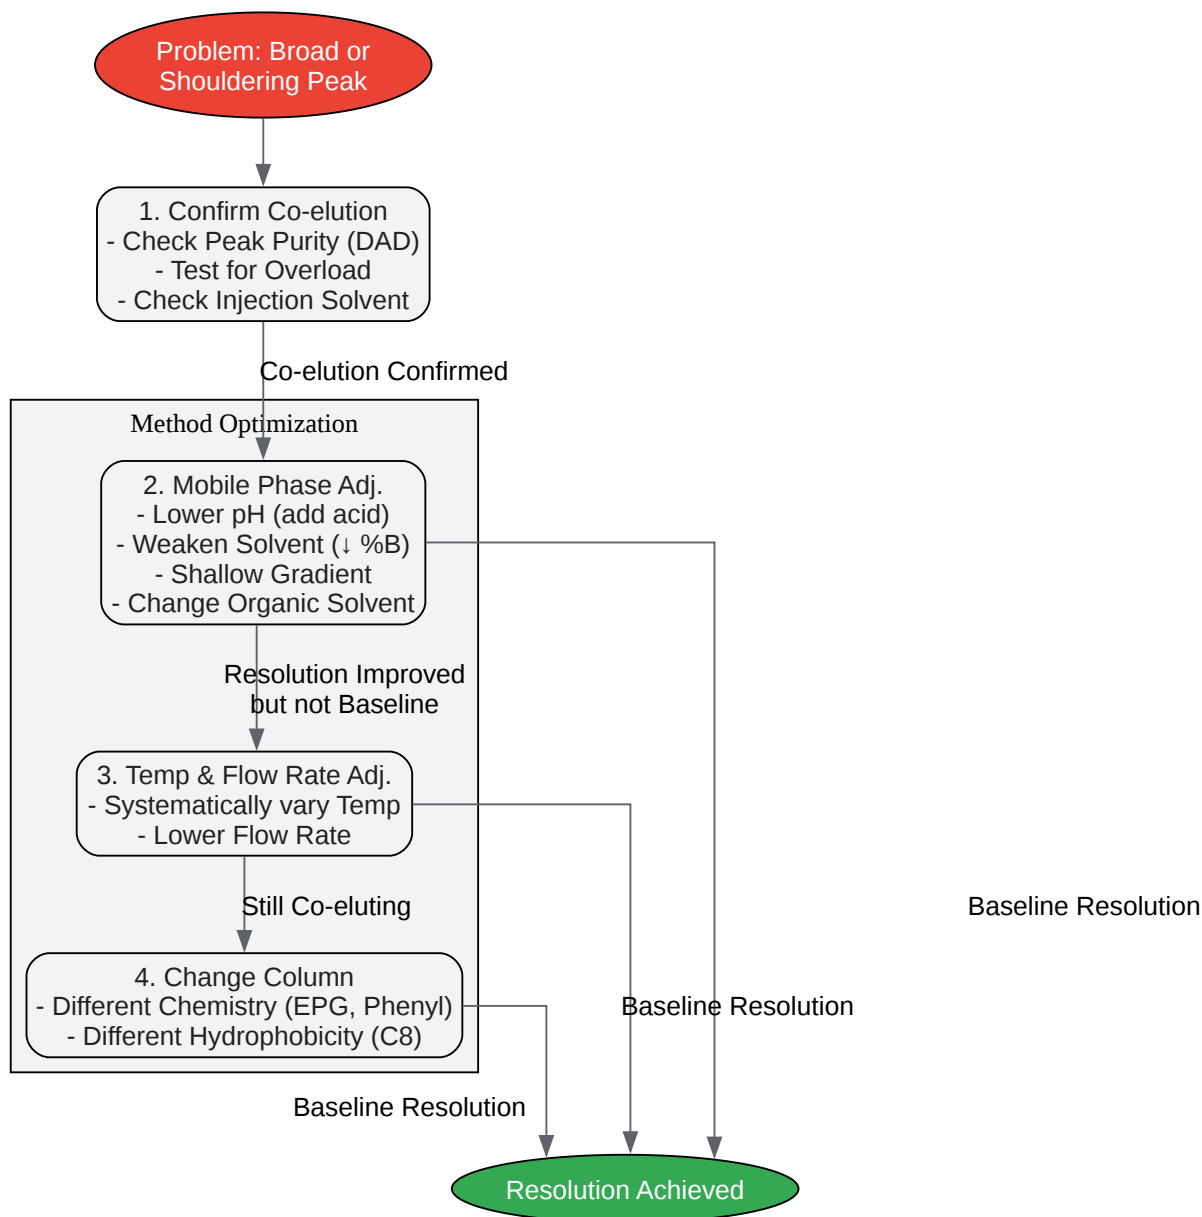 Problem: Broad or
Shouldering Peak
1. Confirm Co-elution
- Check Peak Purity (DAD)
- Test for Overload
- Check Injection Solvent
Co-elution Confirmed
Method Optimization
2. Mobile Phase Adj.
- Lower pH (add acid)
- Weaken Solvent (↓ %B)
- Shallow Gradient
- Change Organic Solvent
Resolution Improved
but not Baseline
3. Temp & Flow Rate Adj.
- Systematically vary Temp
- Lower Flow Rate
Still Co-eluting
Baseline Resolution
4. Change Column
- Different Chemistry (EPG, Phenyl)
- Different Hydrophobicity (C8)
Baseline Resolution
Baseline Resolution
Resolution Achieved